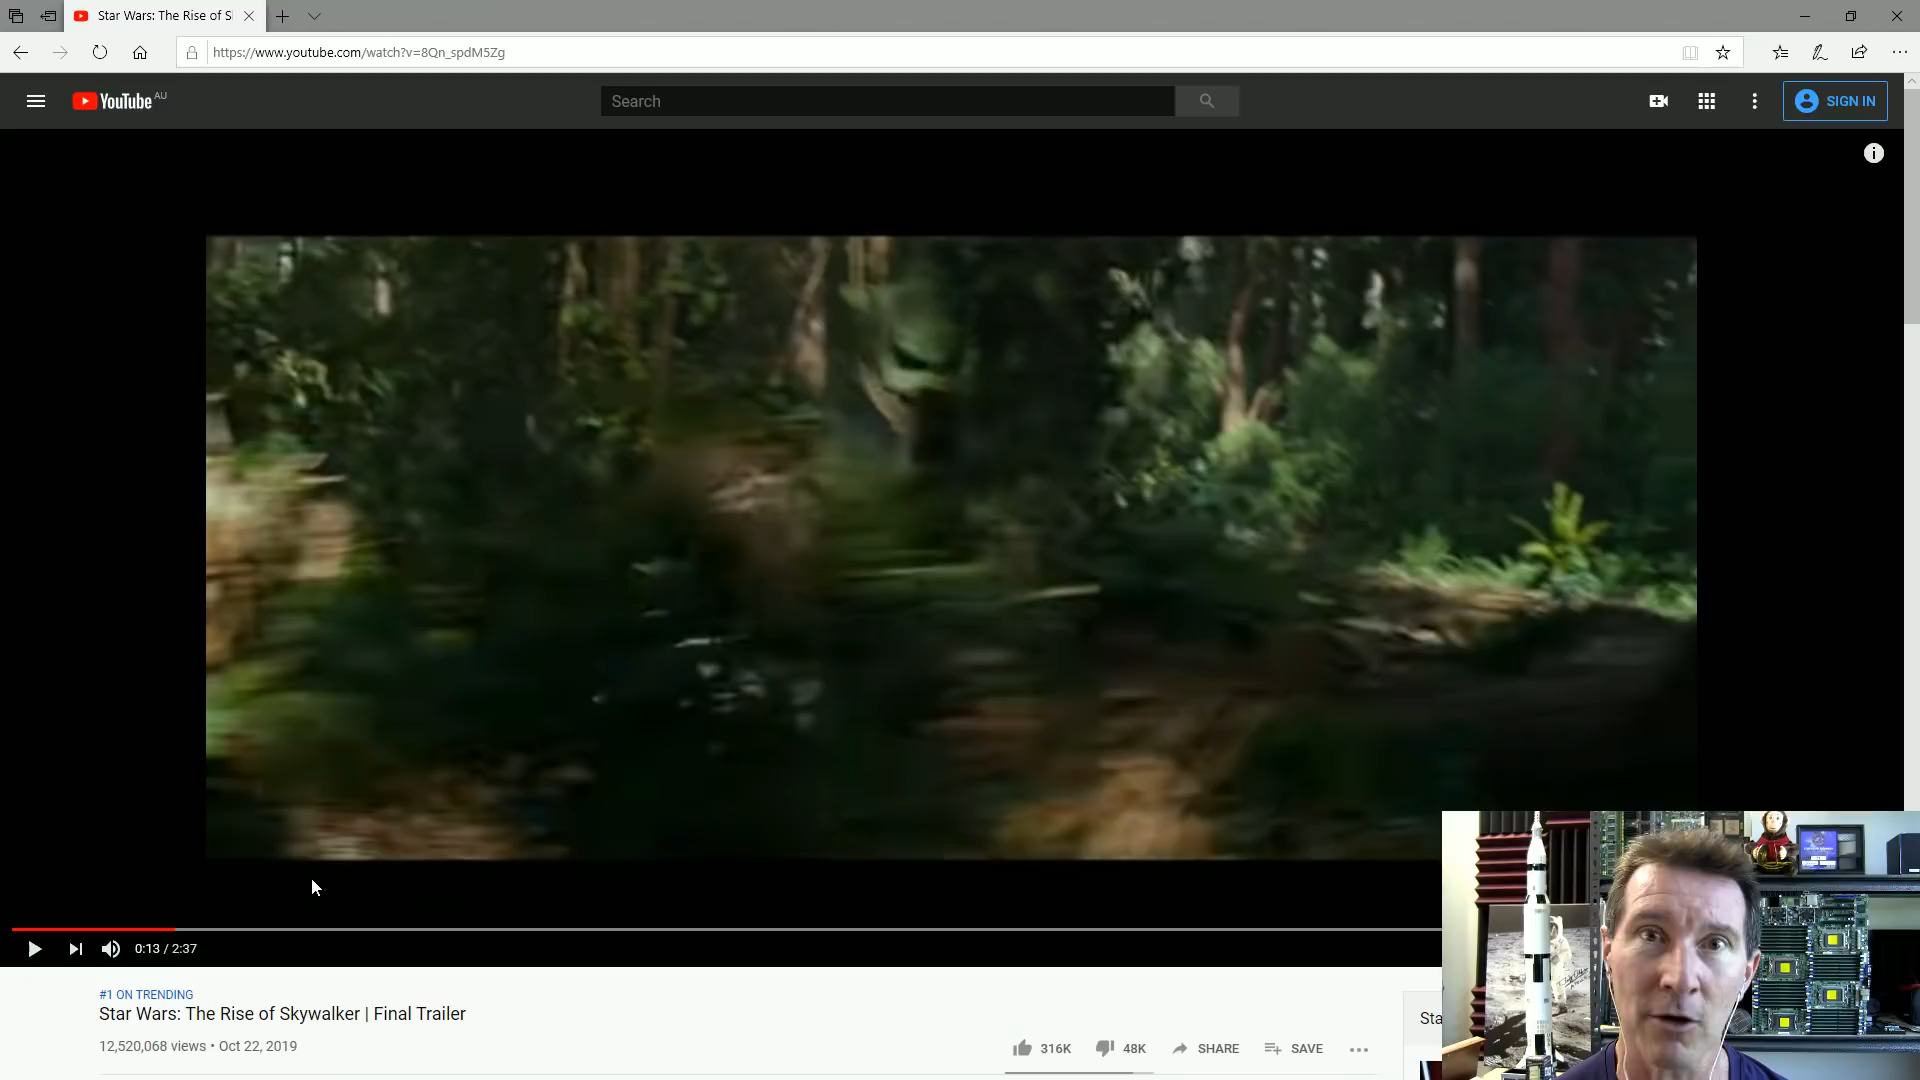 Star Wars: The Rise of S
https://www.youtube.com/watch?v=8Qn_spdM5Zg
YouTube AU
Search
SIGN IN
0:13 / 2:37
#1 ON TRENDING
Star Wars: The Rise of Skywalker | Final Trailer
12,520,068 views • Oct 22, 2019
316K
48K
SHARE
SAVE
Sta